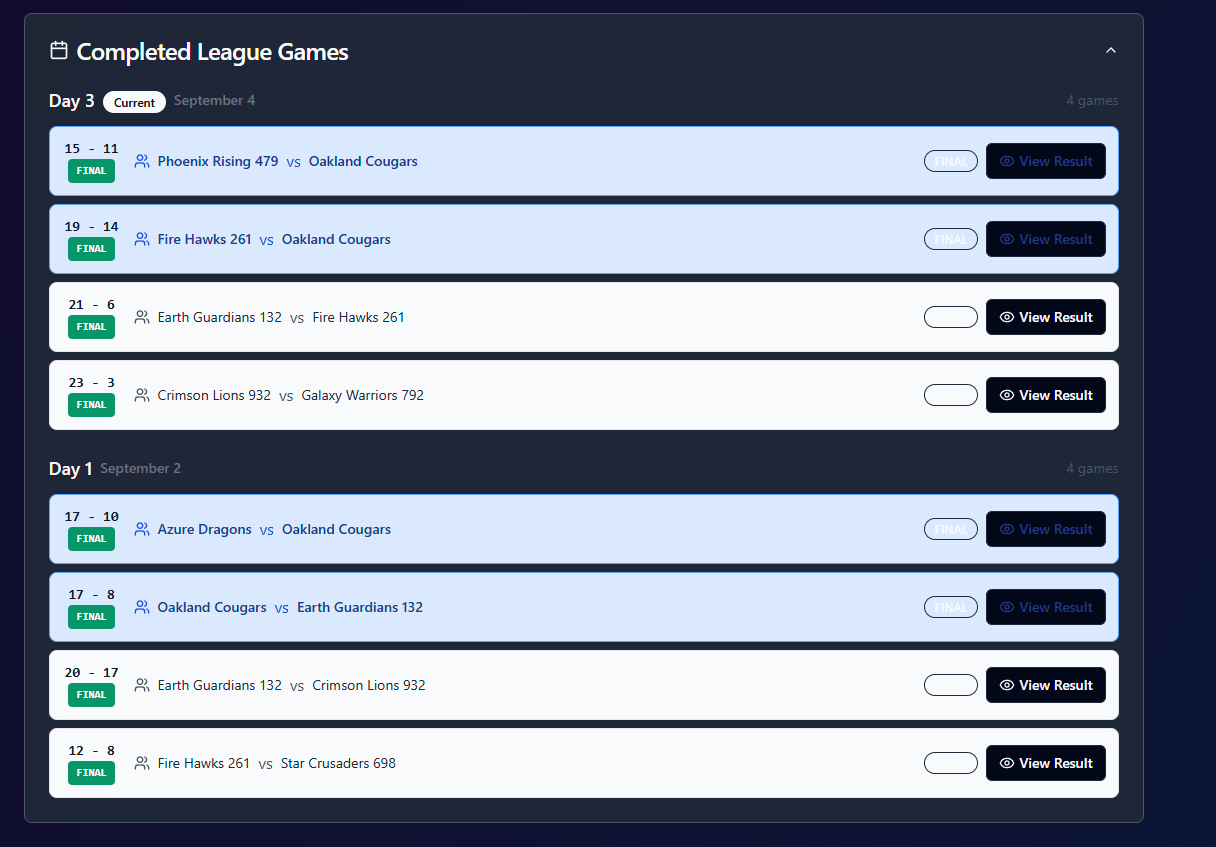 Completed League Games
Day 3 Current September 4 4 games
15 - 11
FINAL
Phoenix Rising 479 vs Oakland Cougars FINAL View Result
19 - 14
FINAL
Fire Hawks 261 vs Oakland Cougars FINAL View Result
21 - 6
FINAL
Earth Guardians 132 vs Fire Hawks 261 View Result
23 - 3
FINAL
Crimson Lions 932 vs Galaxy Warriors 792 View Result
Day 1 September 2 4 games
17 - 10
FINAL
Azure Dragons vs Oakland Cougars FINAL View Result
17 - 8
FINAL
Oakland Cougars vs Earth Guardians 132 FINAL View Result
20 - 17
FINAL
Earth Guardians 132 vs Crimson Lions 932 View Result
12 - 8
FINAL
Fire Hawks 261 vs Star Crusaders 698 View Result